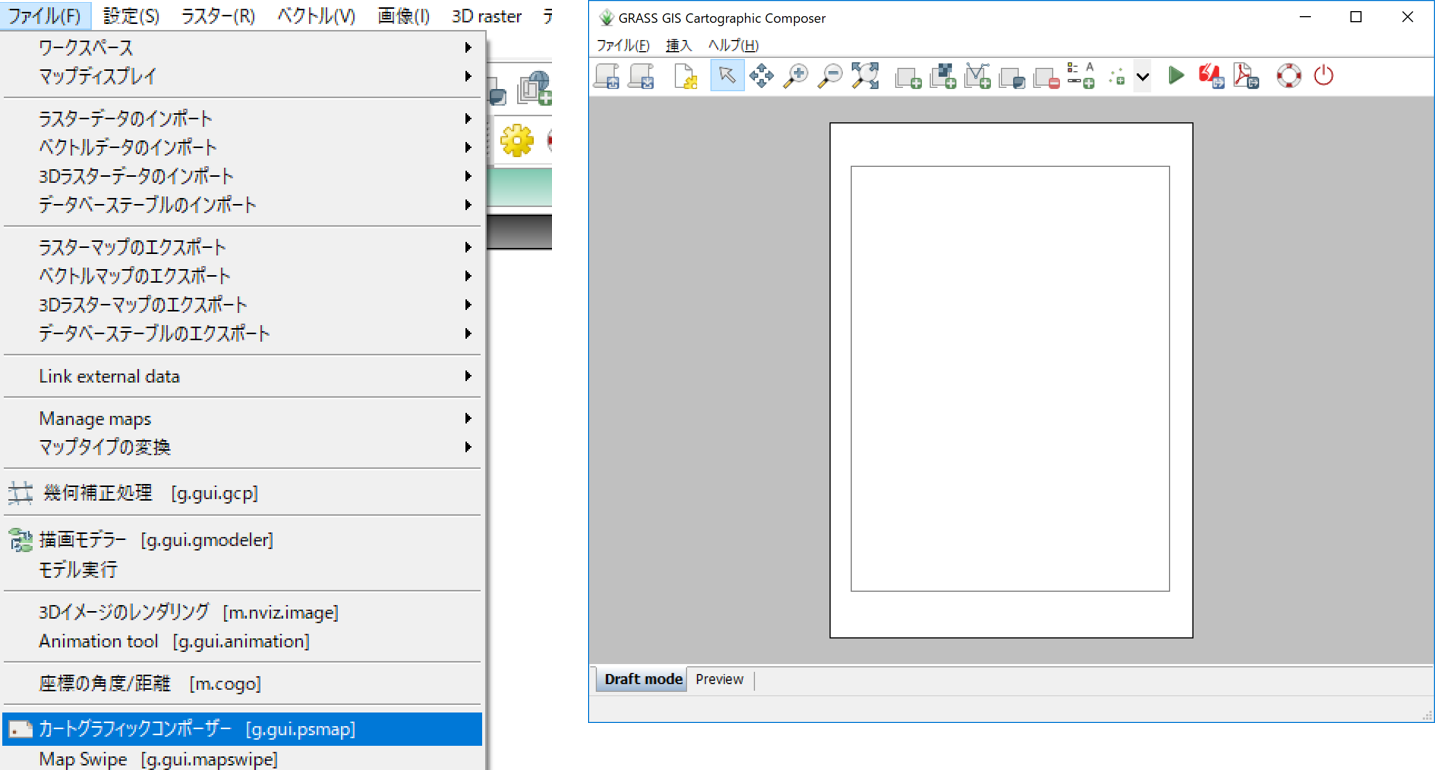 ファイル(F) 設定(S) ラスター(R) ベクトル(V) 画像(I) 3D raster
ワークスペース
マップディスプレイ
ラスターデータのインポート
ベクトルデータのインポート
3Dラスターデータのインポート
データベーステーブルのインポート
ラスターマップのエクスポート
ベクトルマップのエクスポート
3Dラスターマップのエクスポート
データベーステーブルのエクスポート
Link external data
Manage maps
マップタイプの変換
幾何補正処理 [g.gui.gcp]
描画モデラー [g.gui.gmodeler]
モデル実行
3Dイメージのレンダリング [m.nviz.image]
Animation tool [g.gui.animation]
座標の角度/距離 [m.cogo]
カートグラフィックコンポーザー [g.gui.psmap]
Map Swipe [g.gui.mapswipe]
GRASS GIS Cartographic Composer
ファイル(F) 挿入 ヘルプ(H)
A
Draft mode Preview